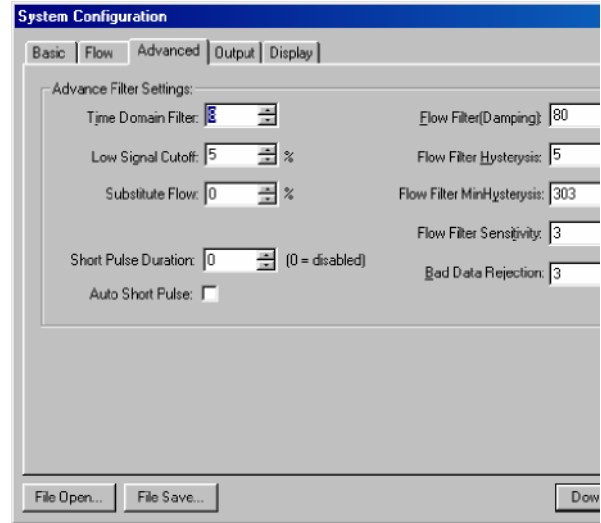 System Configuration
Basic Flow Advanced Output Display
Advance Filter Settings:
Time Domain Filter: 8
Low Signal Cutoff: 5 %
Substitute Flow: 0 %
Short Pulse Duration: 0 (0 = disabled)
Auto Short Pulse:
Flow Filter(Damping): 80
Flow Filter Hysterysis: 5
Flow Filter MinHysterysis: 303
Flow Filter Sensitivity: 3
Bad Data Rejection: 3
File Open... File Save...